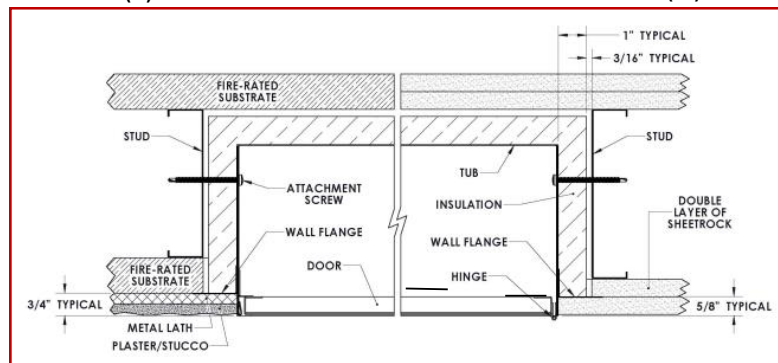 1" TYPICAL
3/16" TYPICAL
FIRE-RATED
SUBSTRATE
STUD
STUD
TUB
ATTACHMENT
SCREW
INSULATION
DOUBLE
LAYER OF
SHEETROCK
WALL FLANGE
WALL FLANGE
FIRE-RATED
SUBSTRATE
DOOR
HINGE
3/4" TYPICAL
5/8" TYPICAL
METAL LATH
PLASTER/STUCCO